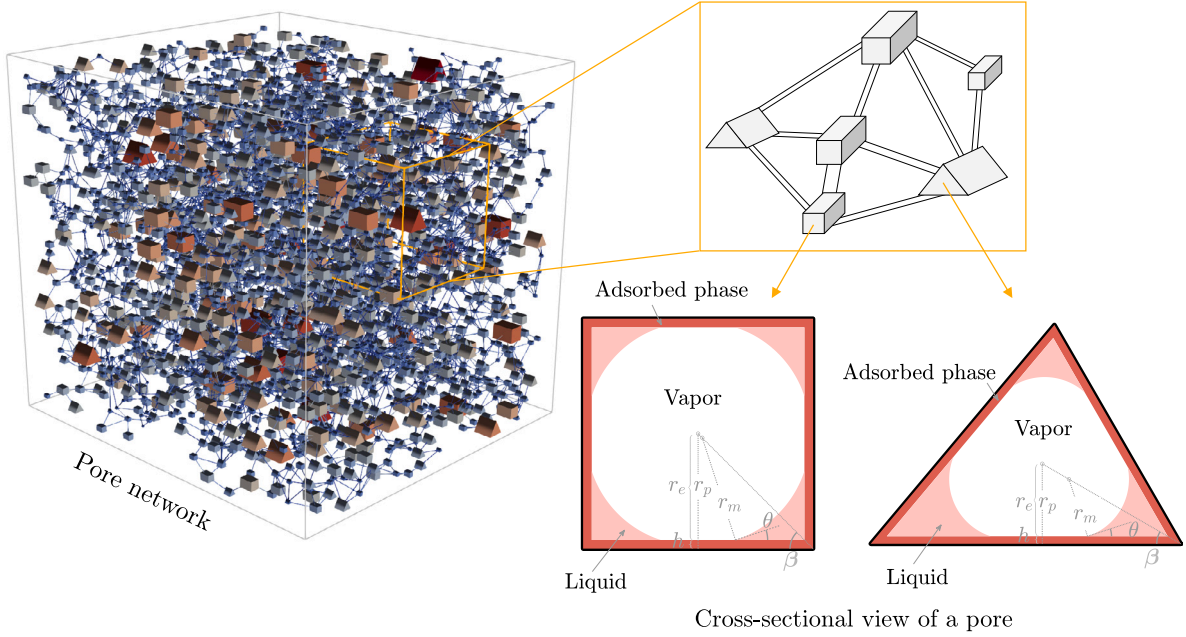 Pore network
Adsorbed phase
Vapor
r_e
r_p
r_m
h
θ
β
Liquid
Adsorbed phase
Vapor
r_e
r_p
r_m
h
θ
β
Liquid
Cross-sectional view of a pore